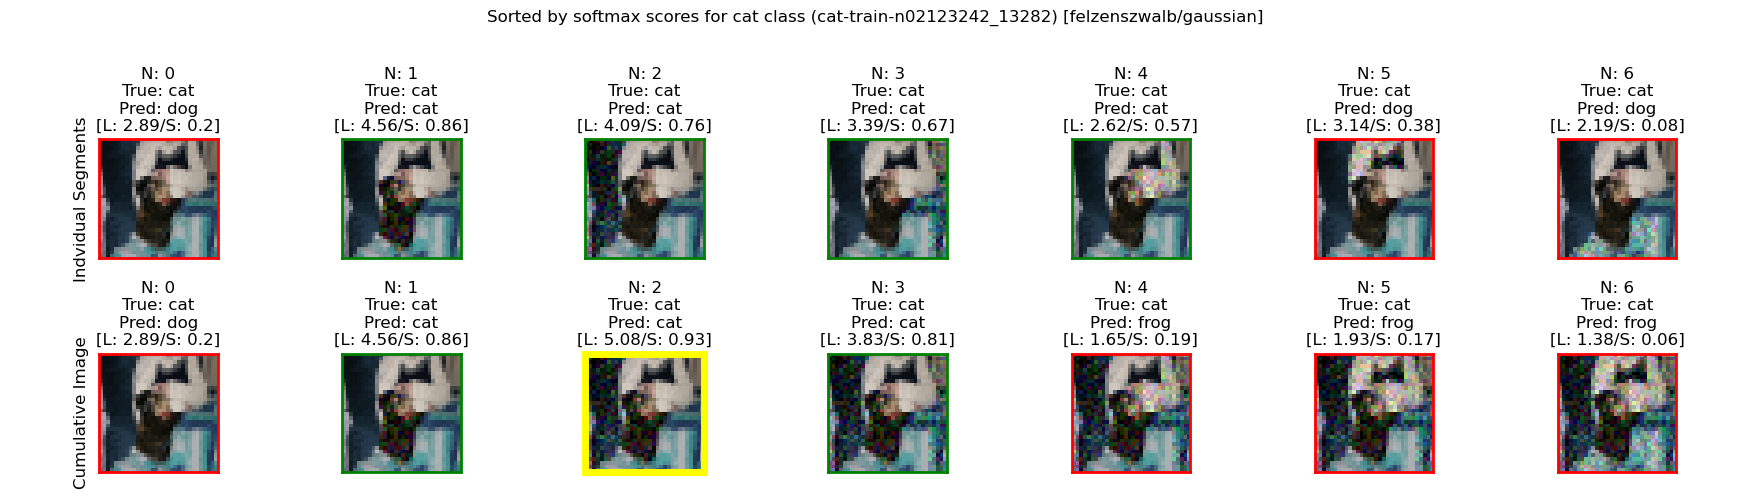 Sorted by softmax scores for cat class (cat-train-n02123242_13282) [felzenszwalb/gaussian]
Indvidual Segments
N: 0
True: cat
Pred: dog
[L: 2.89/S: 0.2]
N: 1
True: cat
Pred: cat
[L: 4.56/S: 0.86]
N: 2
True: cat
Pred: cat
[L: 4.09/S: 0.76]
N: 3
True: cat
Pred: cat
[L: 3.39/S: 0.67]
N: 4
True: cat
Pred: cat
[L: 2.62/S: 0.57]
N: 5
True: cat
Pred: dog
[L: 3.14/S: 0.38]
N: 6
True: cat
Pred: dog
[L: 2.19/S: 0.08]
Cumulative Image
N: 0
True: cat
Pred: dog
[L: 2.89/S: 0.2]
N: 1
True: cat
Pred: cat
[L: 4.56/S: 0.86]
N: 2
True: cat
Pred: cat
[L: 5.08/S: 0.93]
N: 3
True: cat
Pred: cat
[L: 3.83/S: 0.81]
N: 4
True: cat
Pred: frog
[L: 1.65/S: 0.19]
N: 5
True: cat
Pred: frog
[L: 1.93/S: 0.17]
N: 6
True: cat
Pred: frog
[L: 1.38/S: 0.06]